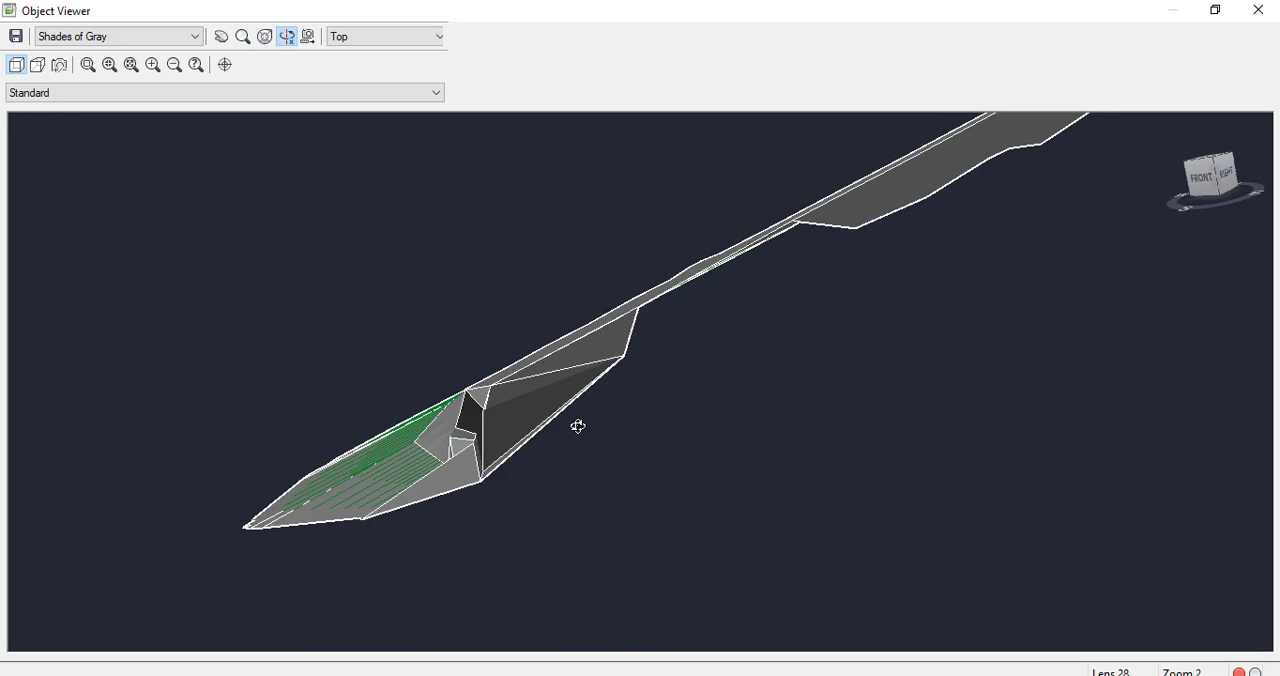 Object Viewer
Shades of Gray
Top
Standard
FRONT
RIGHT
Lens 28
Zoom 2